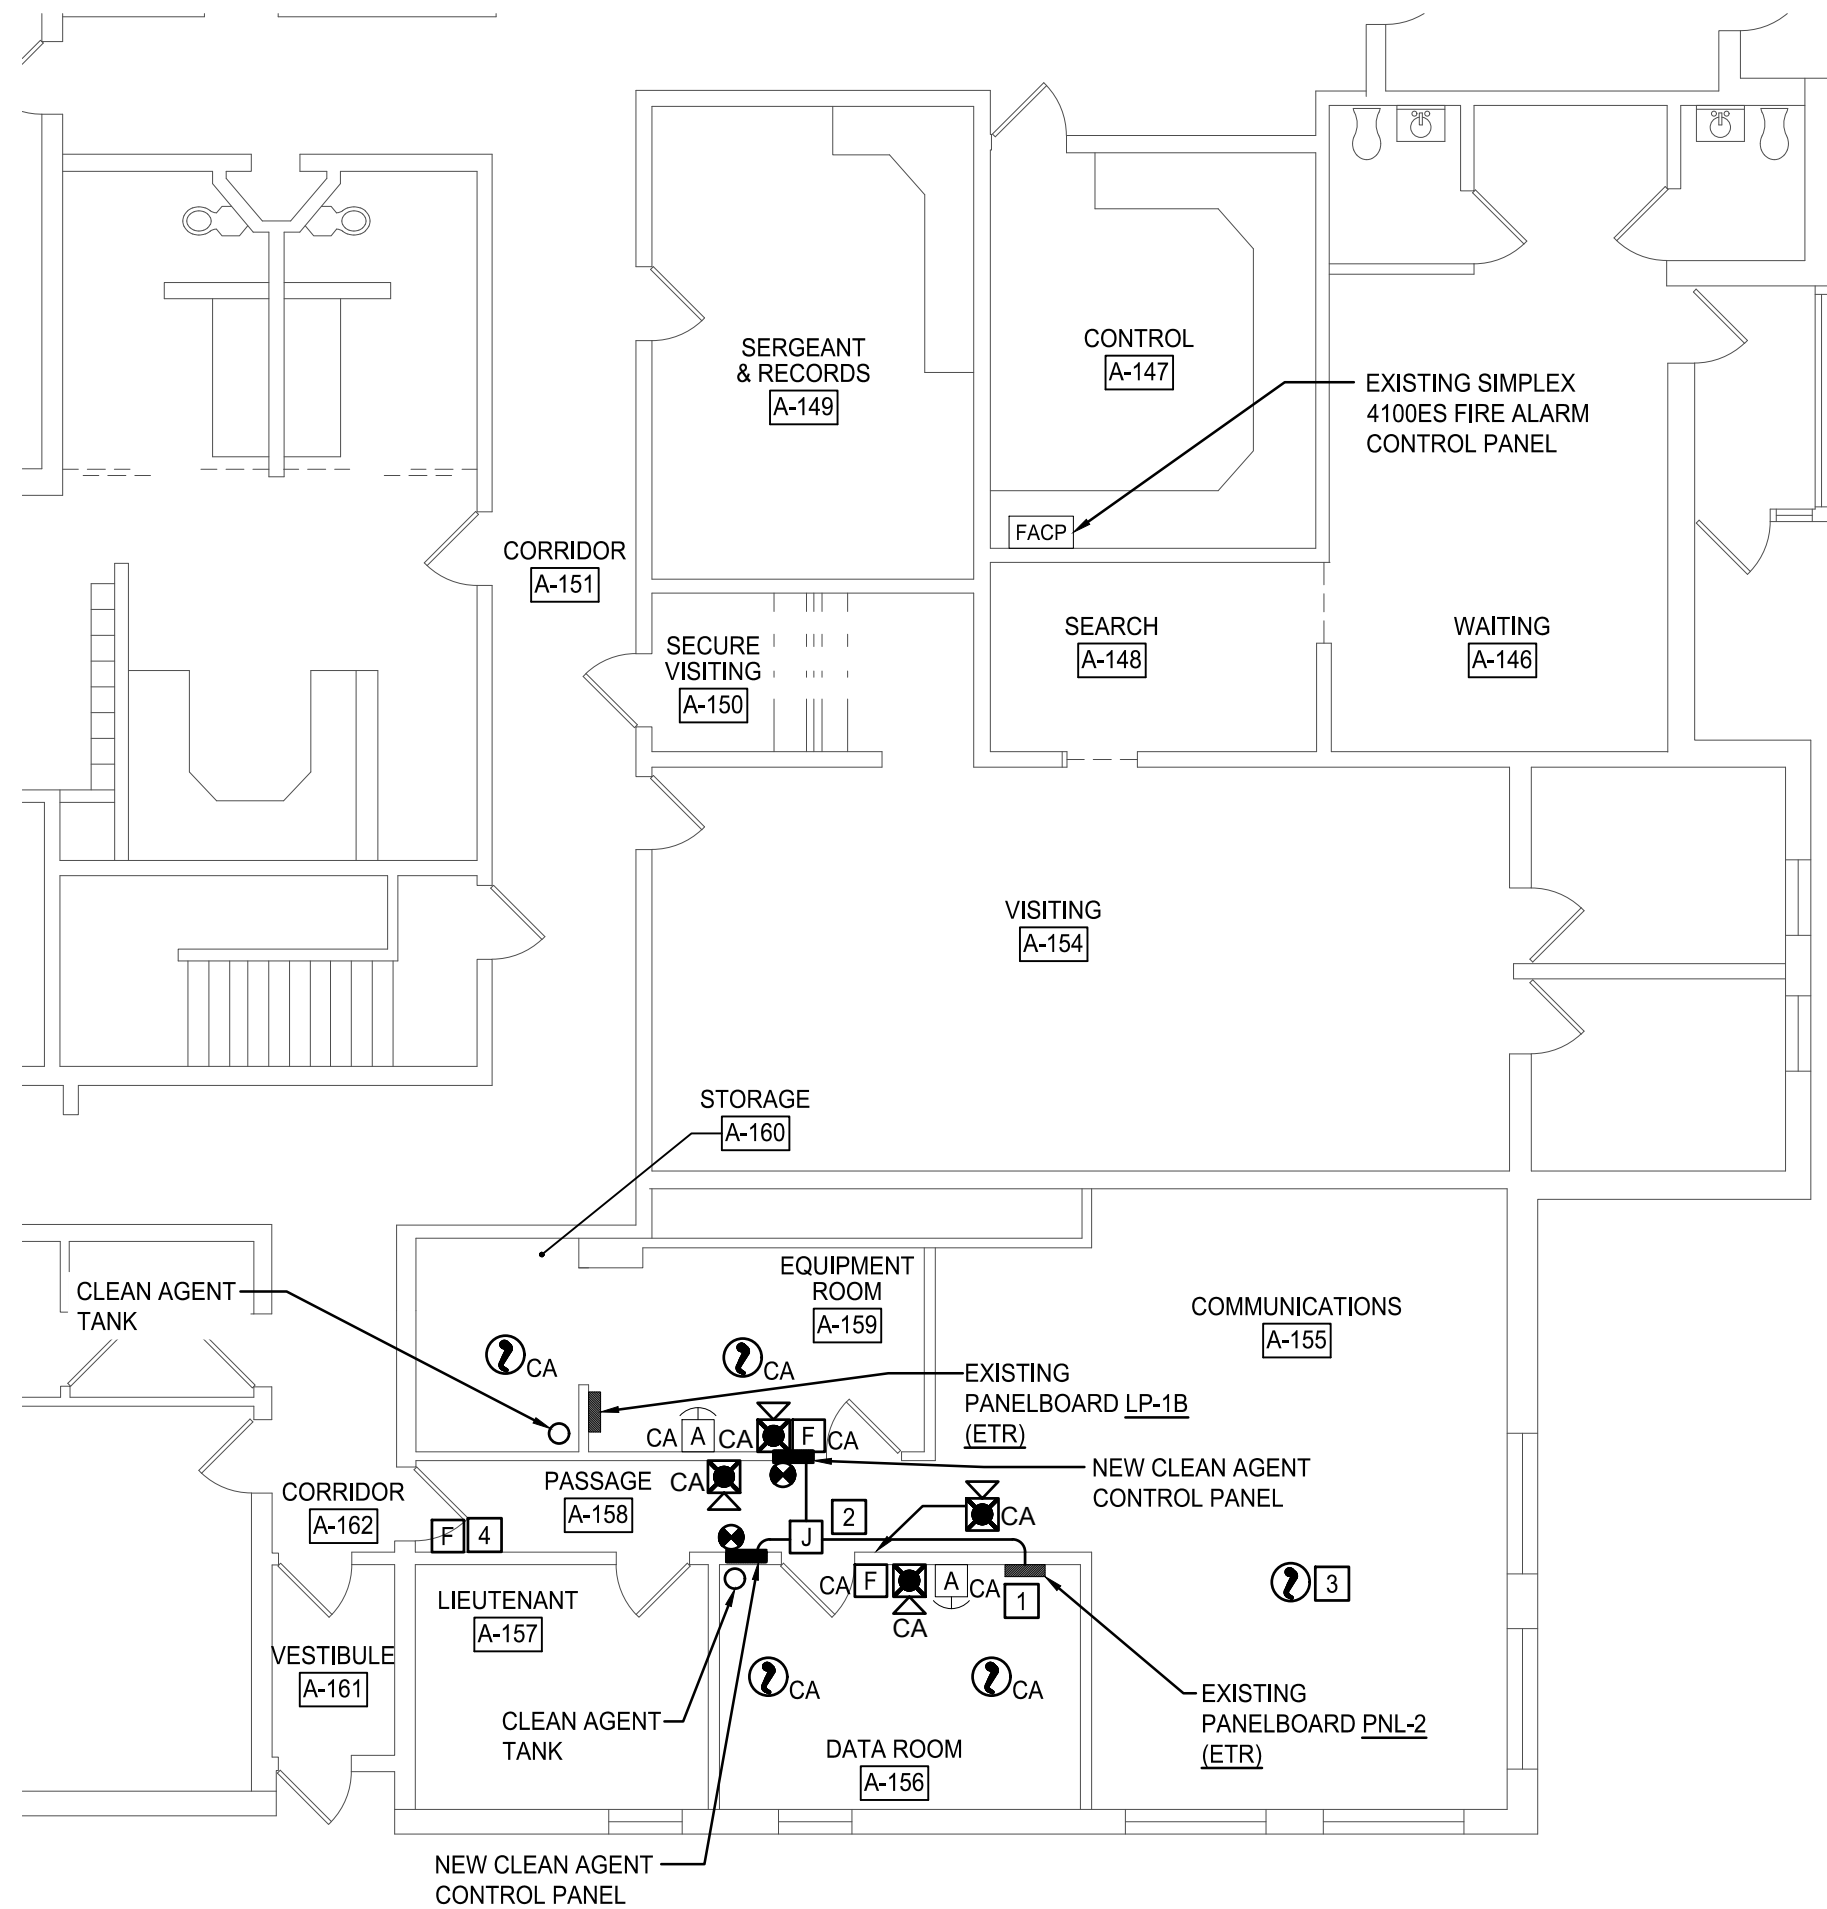 SERGEANT
& RECORDS
A-149
CONTROL
A-147
EXISTING SIMPLEX
4100ES FIRE ALARM
CONTROL PANEL
FACP
CORRIDOR
A-151
SECURE
VISITING
A-150
SEARCH
A-148
WAITING
A-146
VISITING
A-154
STORAGE
A-160
CLEAN AGENT
TANK
EQUIPMENT
ROOM
A-159
COMMUNICATIONS
A-155
CA
CA
EXISTING
PANELBOARD LP-1B
(ETR)
CA A CA F CA
NEW CLEAN AGENT
CONTROL PANEL
PASSAGE
A-158
CA
CORRIDOR
A-162
F 4
J 2
CA
CA F A CA
CA
1
3
LIEUTENANT
A-157
VESTIBULE
A-161
CA
CA
CLEAN AGENT
TANK
EXISTING
PANELBOARD PNL-2
(ETR)
DATA ROOM
A-156
NEW CLEAN AGENT
CONTROL PANEL